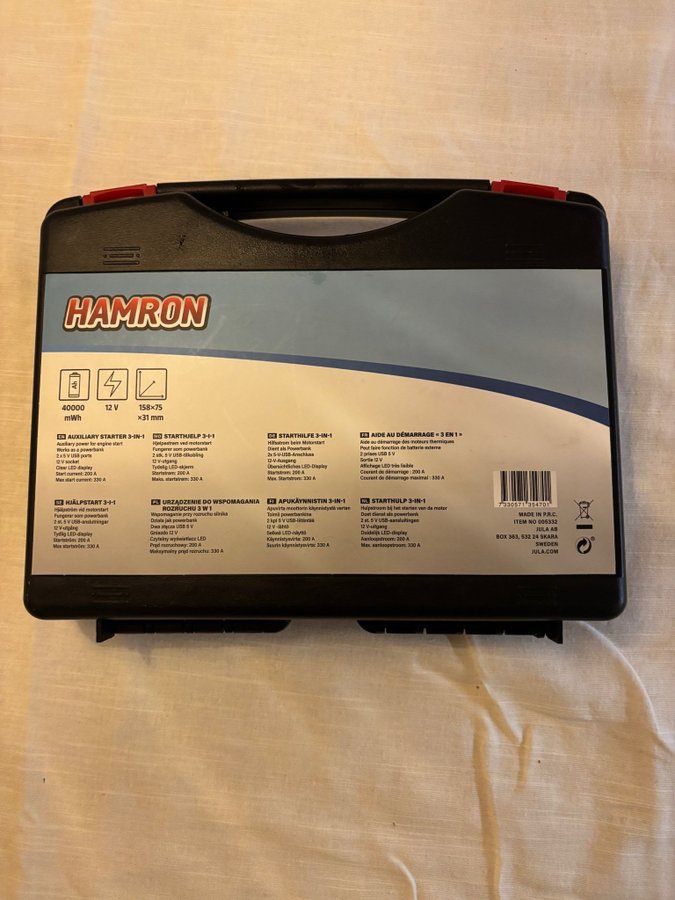 HAMRON
Ah
40000
mWh
12 V
158×75
×31 mm
EN AUXILIARY STARTER 3-IN-1
Auxiliary power for engine start
Works as a powerbank
2 x 5 V USB ports
12 V socket
Clear LED-display
Start current: 200 A
Max start current: 330 A
NO STARTHJELP 3-I-1
Hjelpestrøm ved motorstart
Fungerer som powerbank
2 stk. 5 V USB-tilkobling
12 V-utgang
Tydelig LED-skjerm
Startstrøm: 200 A
Maks. startstrøm: 330 A
DE STARTHILFE 3-IN-1
Hilfsstrom beim Motorstart
Dient als Powerbank
2x 5-V-USB-Anschluss
12-V-Ausgang
Übersichtliches LED-Display
Startstrom: 200 A
Max. Startstrom: 330 A
FR AIDE AU DÉMARRAGE « 3 EN 1 »
Aide au démarrage des moteurs thermiques
Peut faire fonction de batterie externe
2 prises USB 5 V
Sortie 12 V
Affichage LED très lisible
Courant de démarrage : 200 A
Courant de démarrage maximal : 330 A
SE HJÄLPSTART 3-I-1
Hjälpström vid motorstart
Fungerar som powerbank
2 st. 5 V USB-anslutningar
12 V-utgång
Tydlig LED-display
Startström: 200 A
Max. startström: 330 A
PL URZĄDZENIE DO WSPOMAGANIA
ROZRUCHU 3 W 1
Wspomaganie przy rozruchu silnika
Działa jak powerbank
Dwa złącza USB 5 V
Gniazdo 12 V
Czytelny wyświetlacz LED
Prąd rozruchowy: 200 A
Maksymalny prąd rozruchu: 330 A
FI APUKÄYNNISTIN 3-IN-1
Apuvirta moottorin käynnistystä varten
Toimii powerbankina
2 kpl 5 V USB-liitäntää
12 V -lähtö
Selkeä LED-näyttö
Käynnistysvirta: 200 A
Suurin käynnistysvirta: 330 A
NL STARTHULP 3-IN-1
Hulpstroom bij het starten van de motor
Doet dienst als powerbank
2 st. 5 V USB-aansluitingen
12 V-uitgang
Duidelijk LED-display
Aanloopstroom: 200 A
Max. aanloopstroom: 330 A
7 330571 354701
MADE IN P.R.C.
ITEM NO 005332
JULA AB
BOX 363, 532 24 SKARA
SWEDEN
JULA.COM